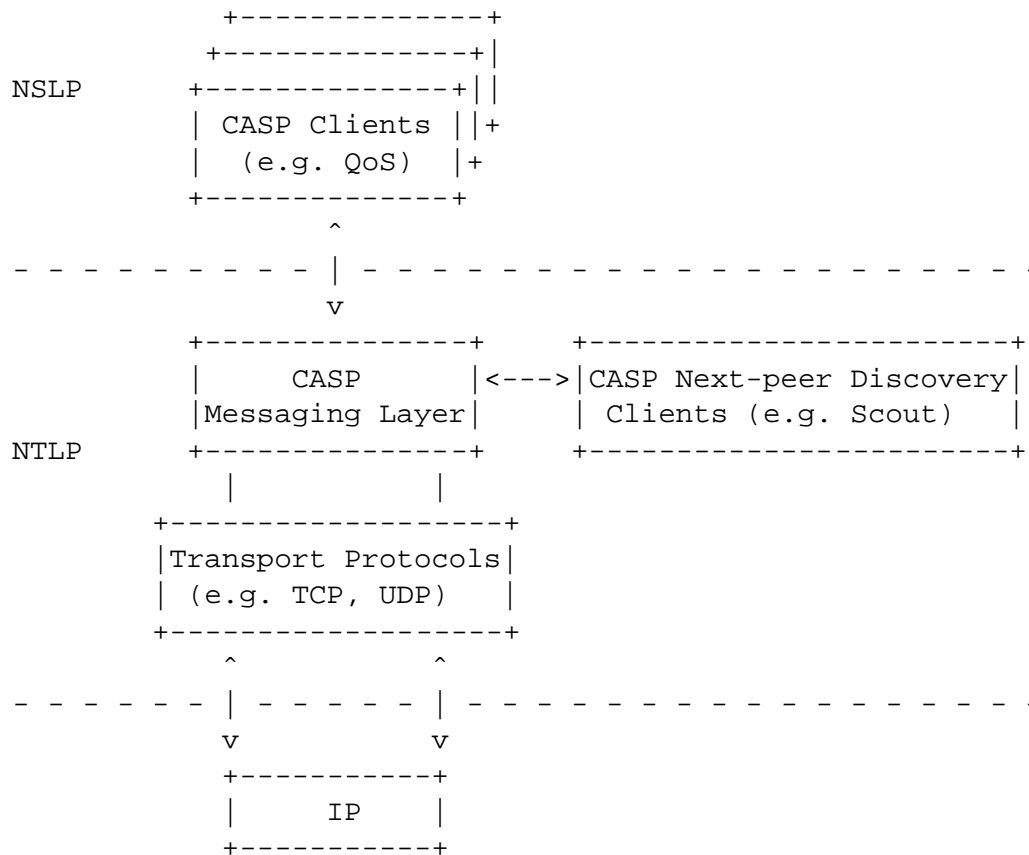 NSLP
CASP Clients
(e.g. QoS)
CASP
Messaging Layer
CASP Next-peer Discovery
Clients (e.g. Scout)
NTLP
Transport Protocols
(e.g. TCP, UDP)
IP